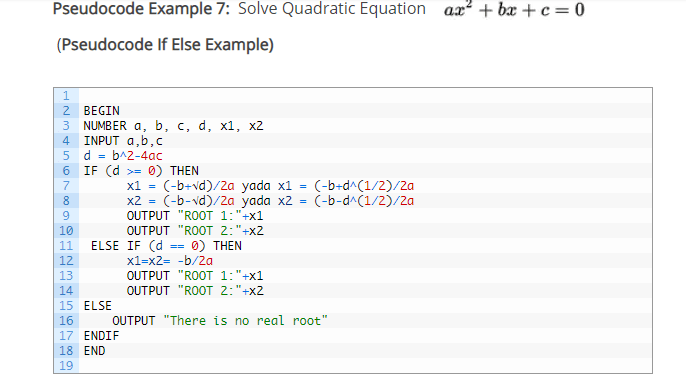 Pseudocode Example 7: Solve Quadratic Equation ax² + bx + c = 0
(Pseudocode If Else Example)
1
2 BEGIN
3 NUMBER a, b, c, d, x1, x2
4 INPUT a,b,c
5 d = b^2-4ac
6 IF (d >= 0) THEN
7 x1 = (-b+√d)/2a yada x1 = (-b+d^(1/2)/2a
8 x2 = (-b-√d)/2a yada x2 = (-b-d^(1/2)/2a
9 OUTPUT "ROOT 1:"+x1
10 OUTPUT "ROOT 2:"+x2
11 ELSE IF (d == 0) THEN
12 x1=x2= -b/2a
13 OUTPUT "ROOT 1:"+x1
14 OUTPUT "ROOT 2:"+x2
15 ELSE
16 OUTPUT "There is no real root"
17 ENDIF
18 END
19